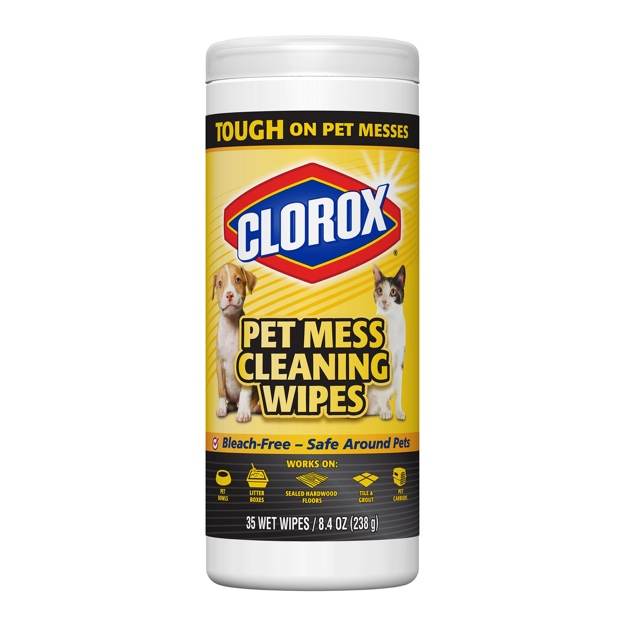 TOUGH ON PET MESSES
CLOROX
®
PET MESS
CLEANING
WIPES
Bleach-Free – Safe Around Pets
WORKS ON:
PET BOWLS
LITTER BOXES
SEALED HARDWOOD FLOORS
TILE & GROUT
PET CARRIERS
35 WET WIPES / 8.4 OZ (238 g)